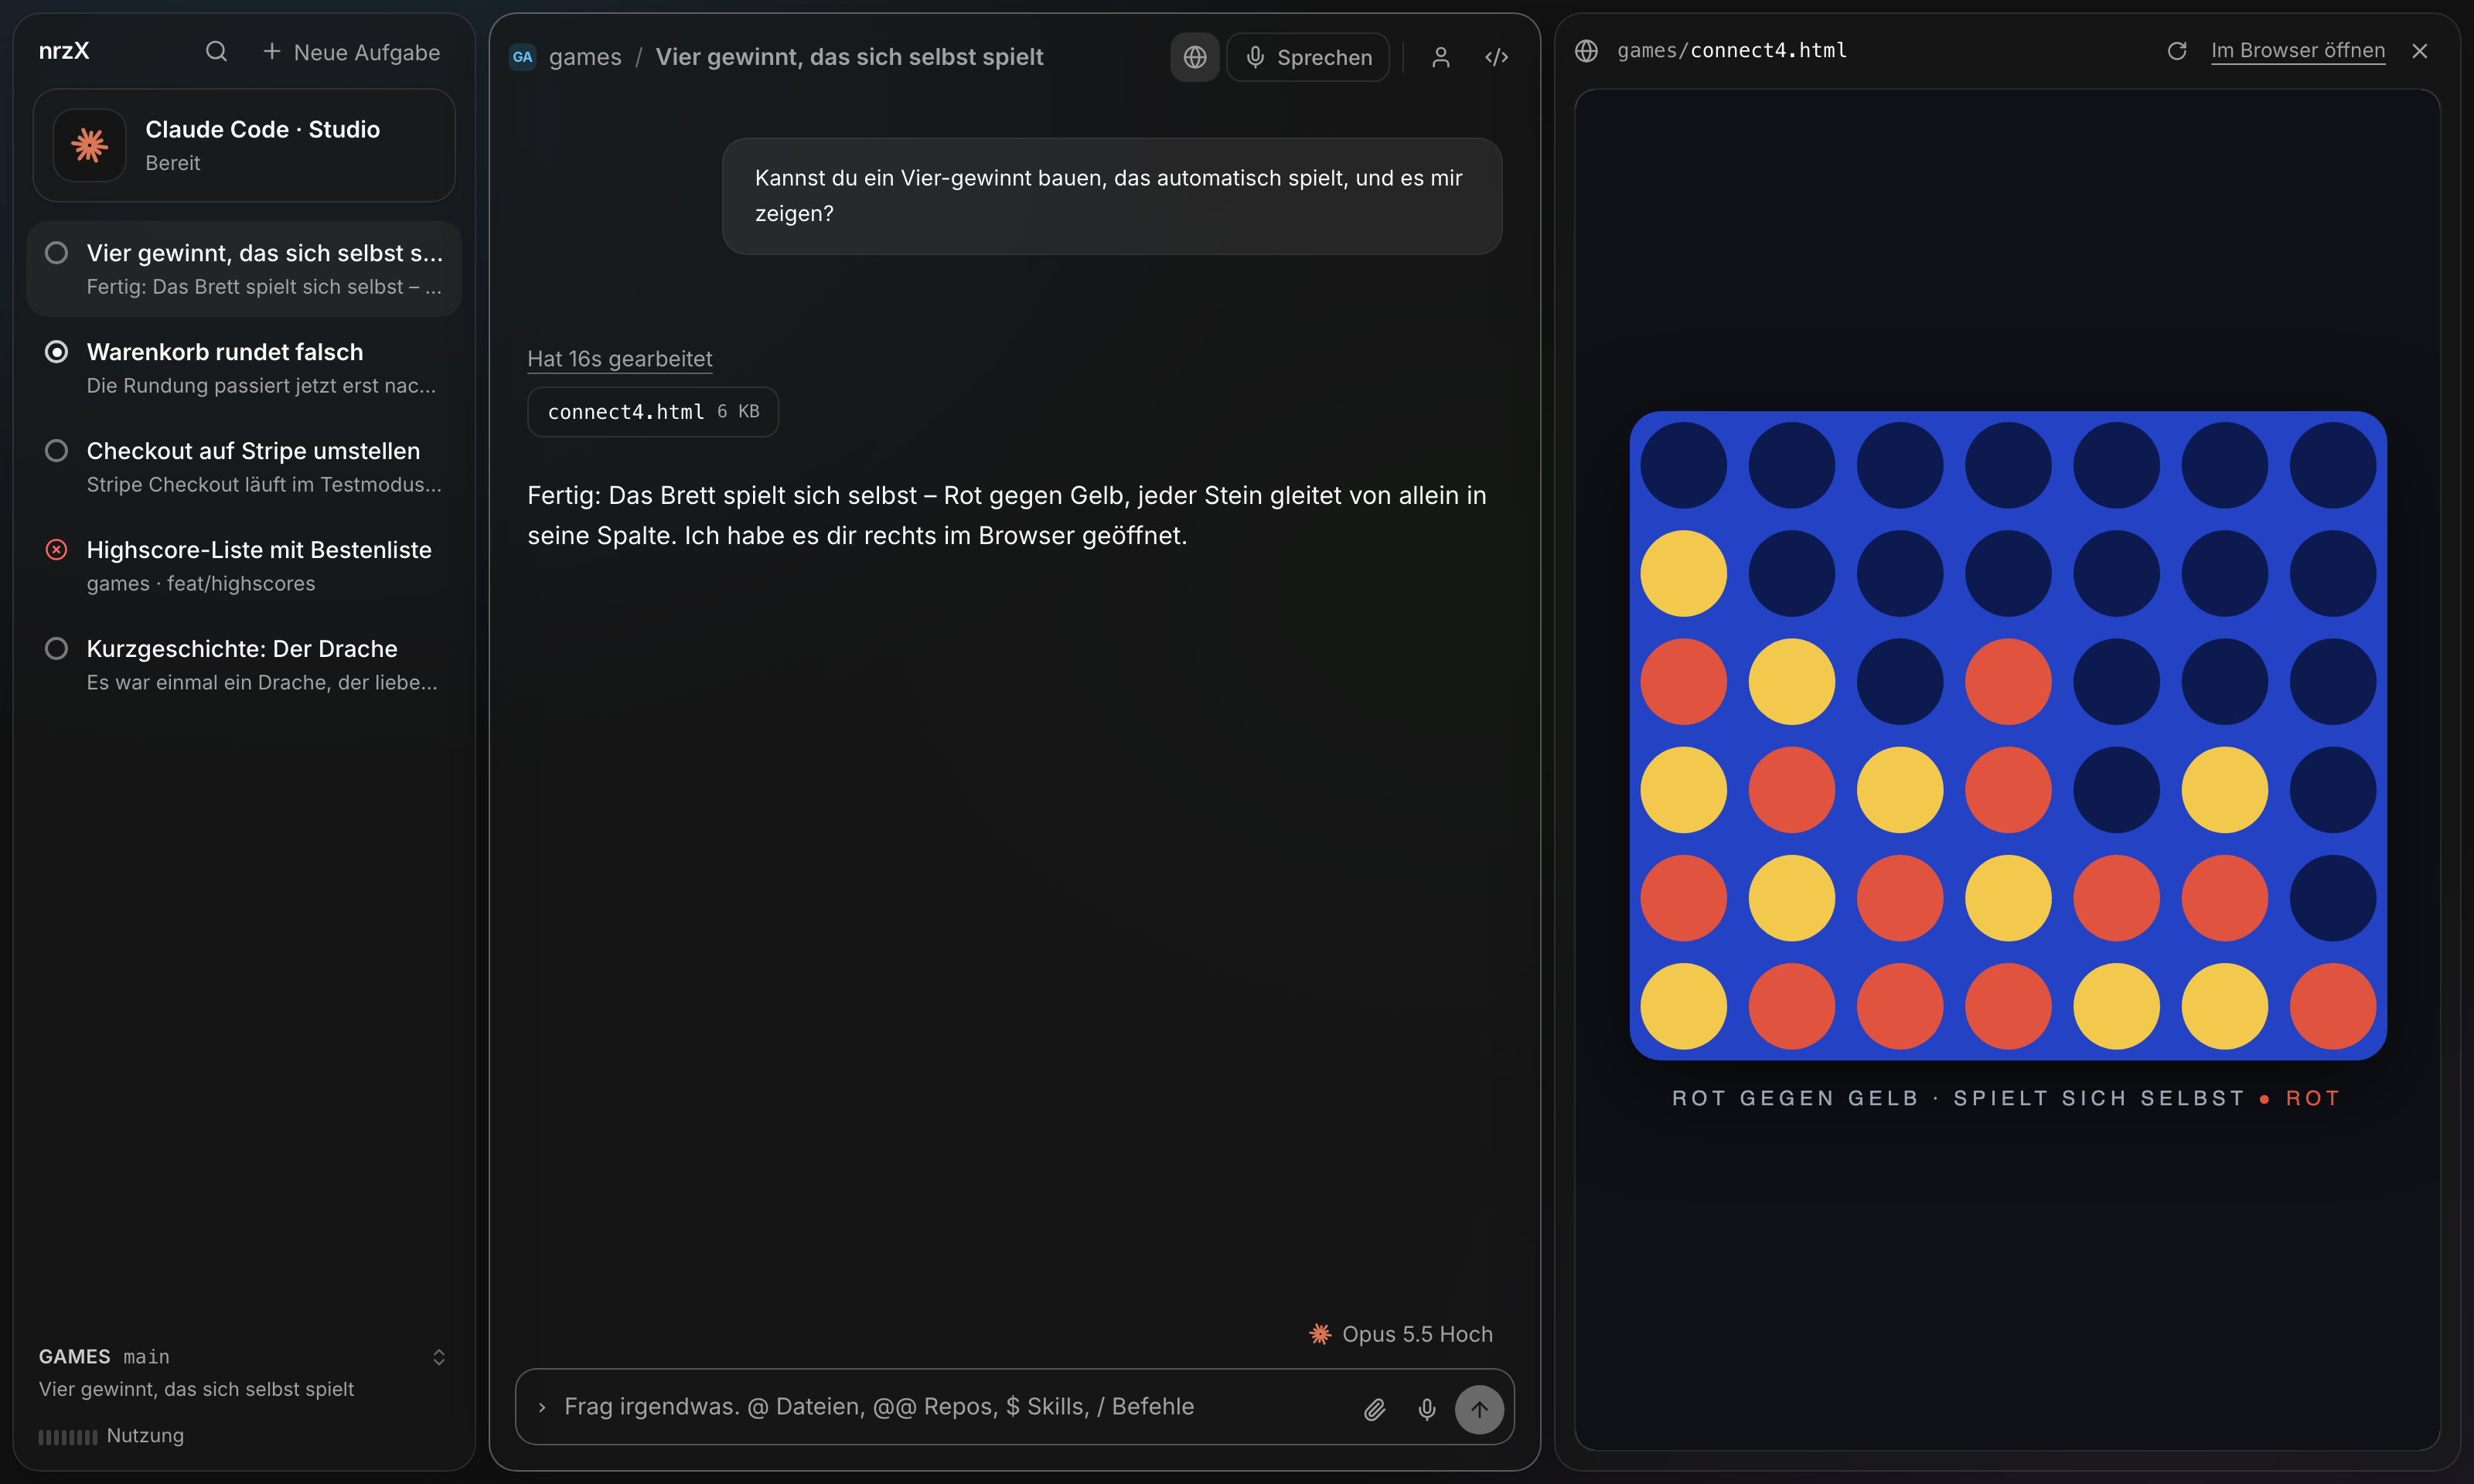 nrzX
Neue Aufgabe
Claude Code · Studio
Bereit
Vier gewinnt, das sich selbst s...
Fertig: Das Brett spielt sich selbst – ...
Warenkorb rundet falsch
Die Rundung passiert jetzt erst nac...
Checkout auf Stripe umstellen
Stripe Checkout läuft im Testmodus...
Highscore-Liste mit Bestenliste
games · feat/highscores
Kurzgeschichte: Der Drache
Es war einmal ein Drache, der liebe...
GAMES main
Vier gewinnt, das sich selbst spielt
Nutzung
GA games / Vier gewinnt, das sich selbst spielt
Sprechen
Kannst du ein Vier-gewinnt bauen, das automatisch spielt, und es mir
zeigen?
Hat 16s gearbeitet
connect4.html 6 KB
Fertig: Das Brett spielt sich selbst – Rot gegen Gelb, jeder Stein gleitet von allein in
seine Spalte. Ich habe es dir rechts im Browser geöffnet.
Opus 5.5 Hoch
Frag irgendwas. @ Dateien, @@ Repos, $ Skills, / Befehle
games/connect4.html
Im Browser öffnen
ROT GEGEN GELB · SPIELT SICH SELBST • ROT